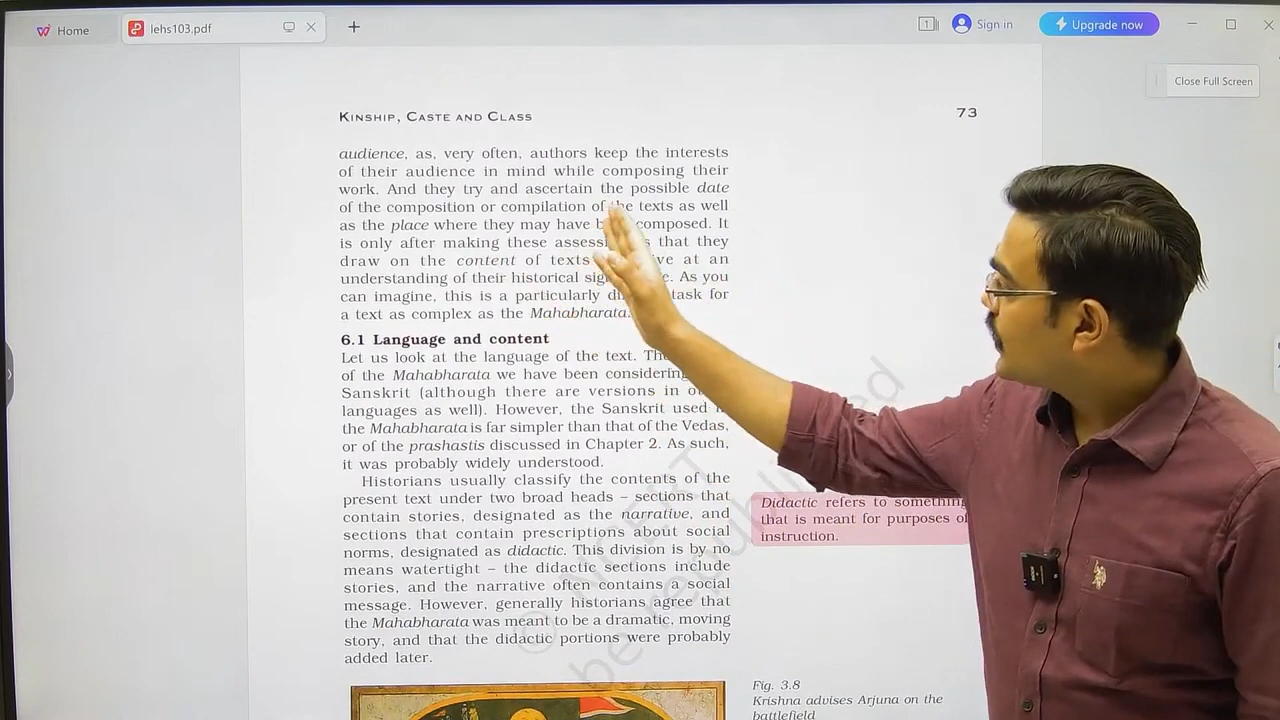 Home
lehs103.pdf
1
Sign in
Upgrade now
Close Full Screen
KINSHIP, CASTE AND CLASS
73
audience, as, very often, authors keep the interests
of their audience in mind while composing their
work. And they try and ascertain the possible date
of the composition or compilation of the texts as well
as the place where they may have composed. It
is only after making these that they
draw on the content of texts at an
understanding of their historical As you
can imagine, this is a particularly task for
a text as complex as the Mahabharata.
6.1 Language and content
Let us look at the language of the text.
of the Mahabharata we have been considering
Sanskrit (although there are versions in
languages as well). However, the Sanskrit used
the Mahabharata is far simpler than that of the Vedas,
or of the prashastis discussed in Chapter 2. As such,
it was probably widely understood.
Historians usually classify the contents of the
present text under two broad heads – sections that
contain stories, designated as the narrative, and
sections that contain prescriptions about social
norms, designated as didactic. This division is by no
means watertight – the didactic sections include
stories, and the narrative often contains a social
message. However, generally historians agree that
the Mahabharata was meant to be a dramatic, moving
story, and that the didactic portions were probably
added later.
Didactic refers to something
that is meant for purposes of
instruction.
Fig. 3.8
Krishna advises Arjuna on the
battlefield
© NCERT
be republished